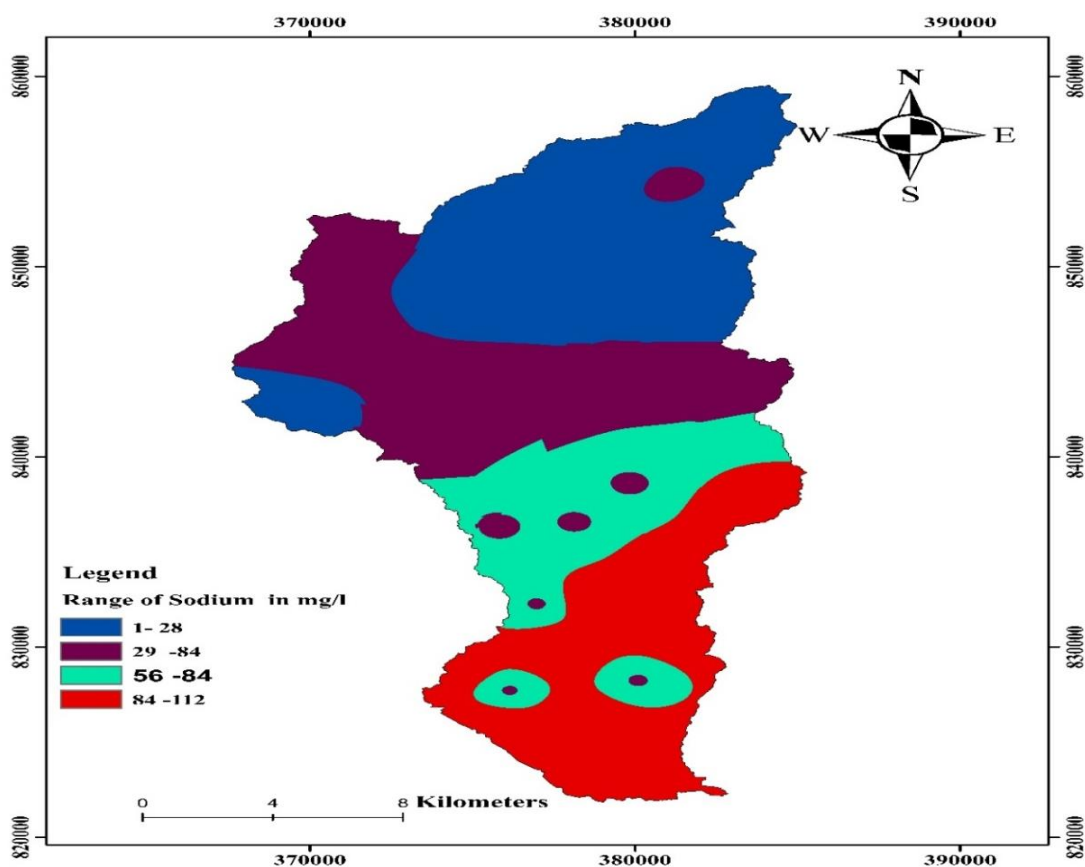 370000 380000 390000
860000 860000
N
W E
S
850000 850000
840000 840000
Legend
Range of Sodium in mg/l
1- 28
29 -84
56 -84
84 -112
830000 830000
0 4 8 Kilometers
820000 820000
370000 380000 390000